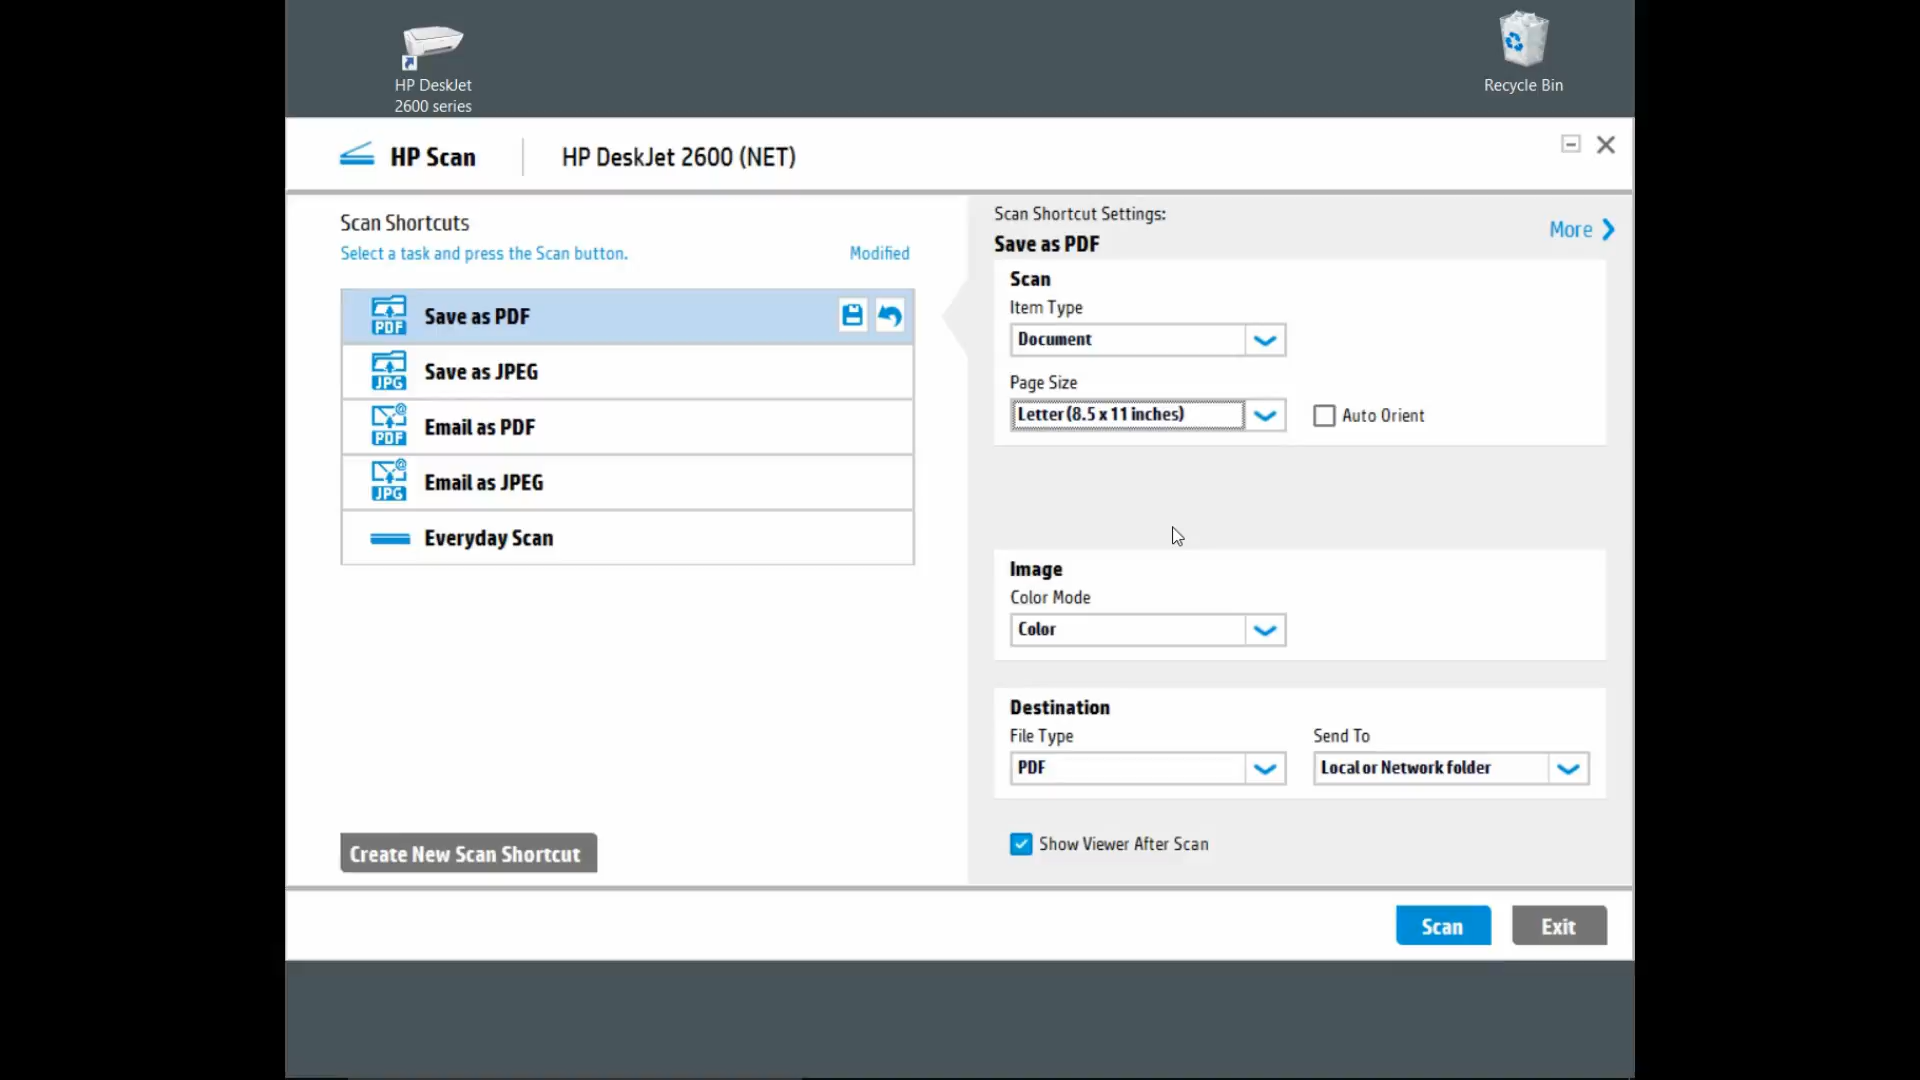 HP DeskJet
2600 series
Recycle Bin
HP Scan
HP DeskJet 2600 (NET)
Scan Shortcuts
Select a task and press the Scan button.
Modified
PDF
Save as PDF
JPG
Save as JPEG
PDF
Email as PDF
JPG
Email as JPEG
Everyday Scan
Create New Scan Shortcut
Scan Shortcut Settings:
More
Save as PDF
Scan
Item Type
Document
Page Size
Letter (8.5 x 11 inches)
Auto Orient
Image
Color Mode
Color
Destination
File Type
Send To
PDF
Local or Network folder
Show Viewer After Scan
Scan
Exit